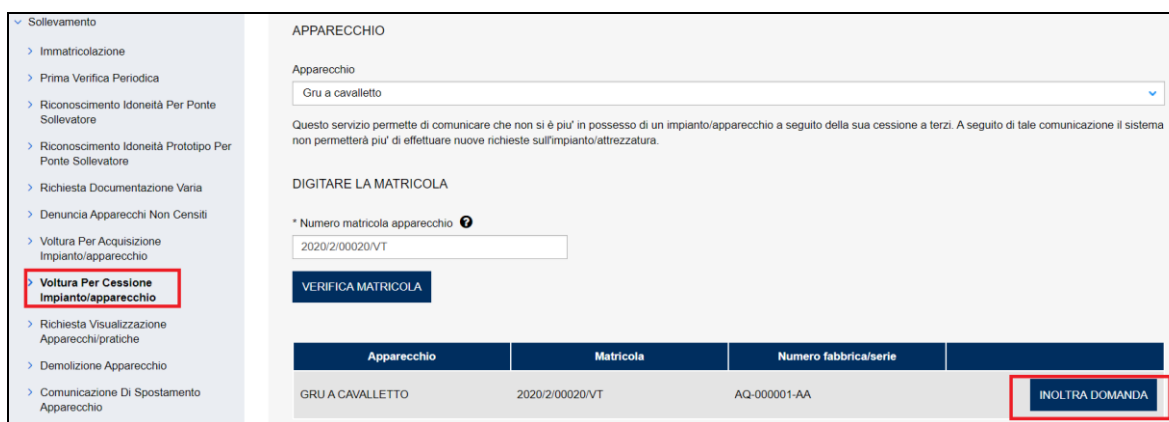 Sollevamento
Immatricolazione
Prima Verifica Periodica
Riconoscimento Idoneità Per Ponte
Sollevatore
Riconoscimento Idoneità Prototipo Per
Ponte Sollevatore
Richiesta Documentazione Varia
Denuncia Apparecchi Non Censiti
Voltura Per Acquisizione
Impianto/apparecchio
Voltura Per Cessione
Impianto/apparecchio
Richiesta Visualizzazione
Apparecchi/pratiche
Demolizione Apparecchio
Comunicazione Di Spostamento
Apparecchio
APPARECCHIO
Apparecchio
Gru a cavalletto
Questo servizio permette di comunicare che non si è piu' in possesso di un impianto/apparecchio a seguito della sua cessione a terzi. A seguito di tale comunicazione il sistema
non permetterà piu' di effettuare nuove richieste sull'impianto/attrezzatura.
DIGITARE LA MATRICOLA
* Numero matricola apparecchio ?
2020/2/00020/VT
VERIFICA MATRICOLA
Apparecchio Matricola Numero fabbrica/serie
GRU A CAVALLETTO 2020/2/00020/VT AQ-000001-AA INOLTRA DOMANDA